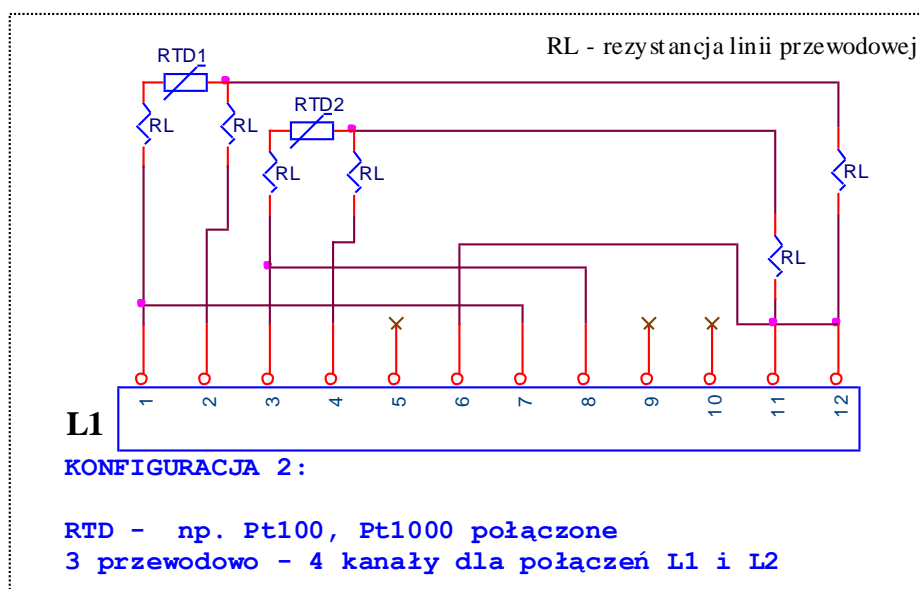 RL - rezystancja linii przewodowej
RTD1
RTD2
RL
RL
RL
RL
RL
RL
1
2
3
4
5
6
7
8
9
10
11
12
L1
KONFIGURACJA 2:
RTD - np. Pt100, Pt1000 połączone
3 przewodowo - 4 kanały dla połączeń L1 i L2